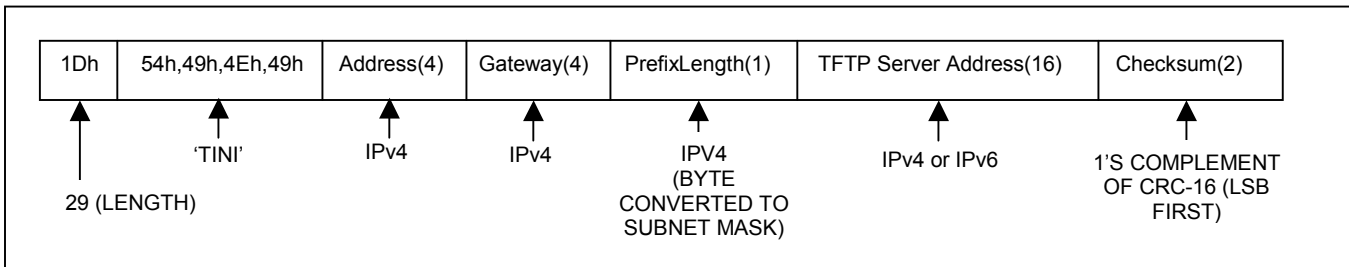 1Dh 54h,49h,4Eh,49h Address(4) Gateway(4) PrefixLength(1) TFTP Server Address(16) Checksum(2)
29 (LENGTH)
‘TINI’
IPv4
IPv4
IPV4
(BYTE
CONVERTED TO
SUBNET MASK)
IPv4 or IPv6
1’S COMPLEMENT
OF CRC-16 (LSB
FIRST)